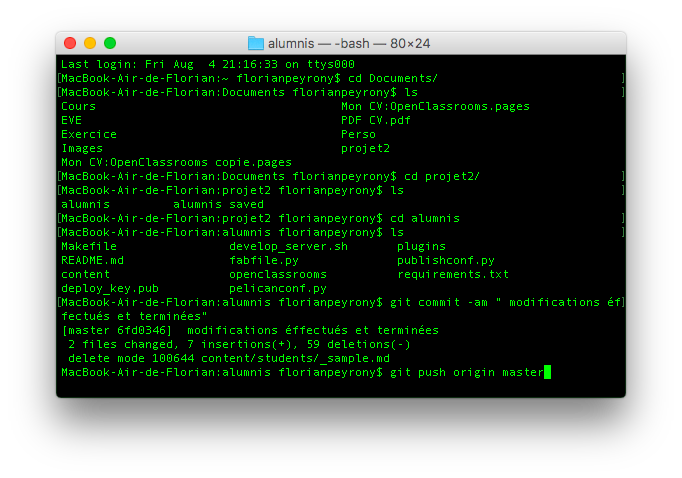 alumnis — -bash — 80×24
Last login: Fri Aug  4 21:16:33 on ttys000
[MacBook-Air-de-Florian:~ florianpeyrony$ cd Documents/ ]
[MacBook-Air-de-Florian:Documents florianpeyrony$ ls ]
Cours Mon CV:OpenClassrooms.pages
EVE PDF CV.pdf
Exercice Perso
Images projet2
Mon CV:OpenClassrooms copie.pages
[MacBook-Air-de-Florian:Documents florianpeyrony$ cd projet2/ ]
[MacBook-Air-de-Florian:projet2 florianpeyrony$ ls ]
alumnis alumnis saved
[MacBook-Air-de-Florian:projet2 florianpeyrony$ cd alumnis ]
[MacBook-Air-de-Florian:alumnis florianpeyrony$ ls ]
Makefile develop_server.sh plugins
README.md fabfile.py publishconf.py
content openclassrooms requirements.txt
deploy_key.pub pelicanconf.py
[MacBook-Air-de-Florian:alumnis florianpeyrony$ git commit -am " modifications éf]
fectués et terminées"
[master 6fd0346]  modifications éffectués et terminées
 2 files changed, 7 insertions(+), 59 deletions(-)
 delete mode 100644 content/students/_sample.md
MacBook-Air-de-Florian:alumnis florianpeyrony$ git push origin master